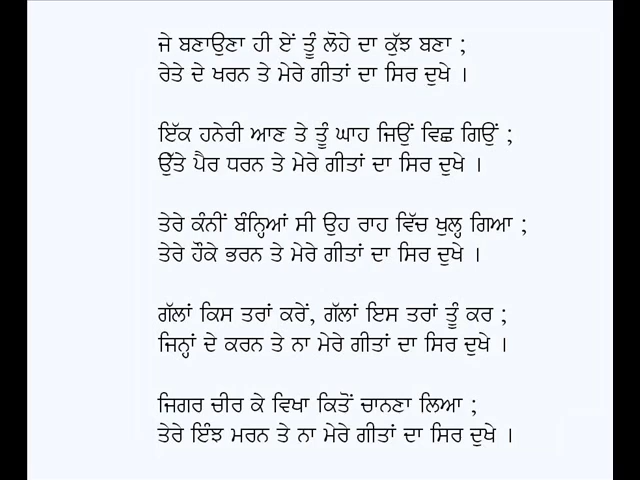 ਜੇ ਬਣਾਉਣਾ ਹੀ ਏਂ ਤੂੰ ਲੋਹੇ ਦਾ ਕੁੱਝ ਬਣਾ ;
ਰੇਤੇ ਦੇ ਖਰਨ ਤੇ ਮੇਰੇ ਗੀਤਾਂ ਦਾ ਸਿਰ ਦੁਖੇ ।
ਇੱਕ ਹਨੇਰੀ ਆਣ ਤੇ ਤੂੰ ਘਾਹ ਜਿਉਂ ਵਿਛ ਗਿਉਂ ;
ਉੱਤੇ ਪੈਰ ਧਰਨ ਤੇ ਮੇਰੇ ਗੀਤਾਂ ਦਾ ਸਿਰ ਦੁਖੇ ।
ਤੇਰੇ ਕੰਨੀਂ ਬੰਨ੍ਹਿਆਂ ਸੀ ਉਹ ਰਾਹ ਵਿੱਚ ਖੁਲ੍ਹ ਗਿਆ ;
ਤੇਰੇ ਹੌਕੇ ਭਰਨ ਤੇ ਮੇਰੇ ਗੀਤਾਂ ਦਾ ਸਿਰ ਦੁਖੇ ।
ਗੱਲਾਂ ਕਿਸ ਤਰਾਂ ਕਰੇਂ, ਗੱਲਾਂ ਇਸ ਤਰਾਂ ਤੂੰ ਕਰ ;
ਜਿਨ੍ਹਾਂ ਦੇ ਕਰਨ ਤੇ ਨਾ ਮੇਰੇ ਗੀਤਾਂ ਦਾ ਸਿਰ ਦੁਖੇ ।
ਜਿਗਰ ਚੀਰ ਕੇ ਵਿਖਾ ਕਿਤੋਂ ਚਾਨਣਾ ਲਿਆ ;
ਤੇਰੇ ਇੰਝ ਮਰਨ ਤੇ ਨਾ ਮੇਰੇ ਗੀਤਾਂ ਦਾ ਸਿਰ ਦੁਖੇ ।